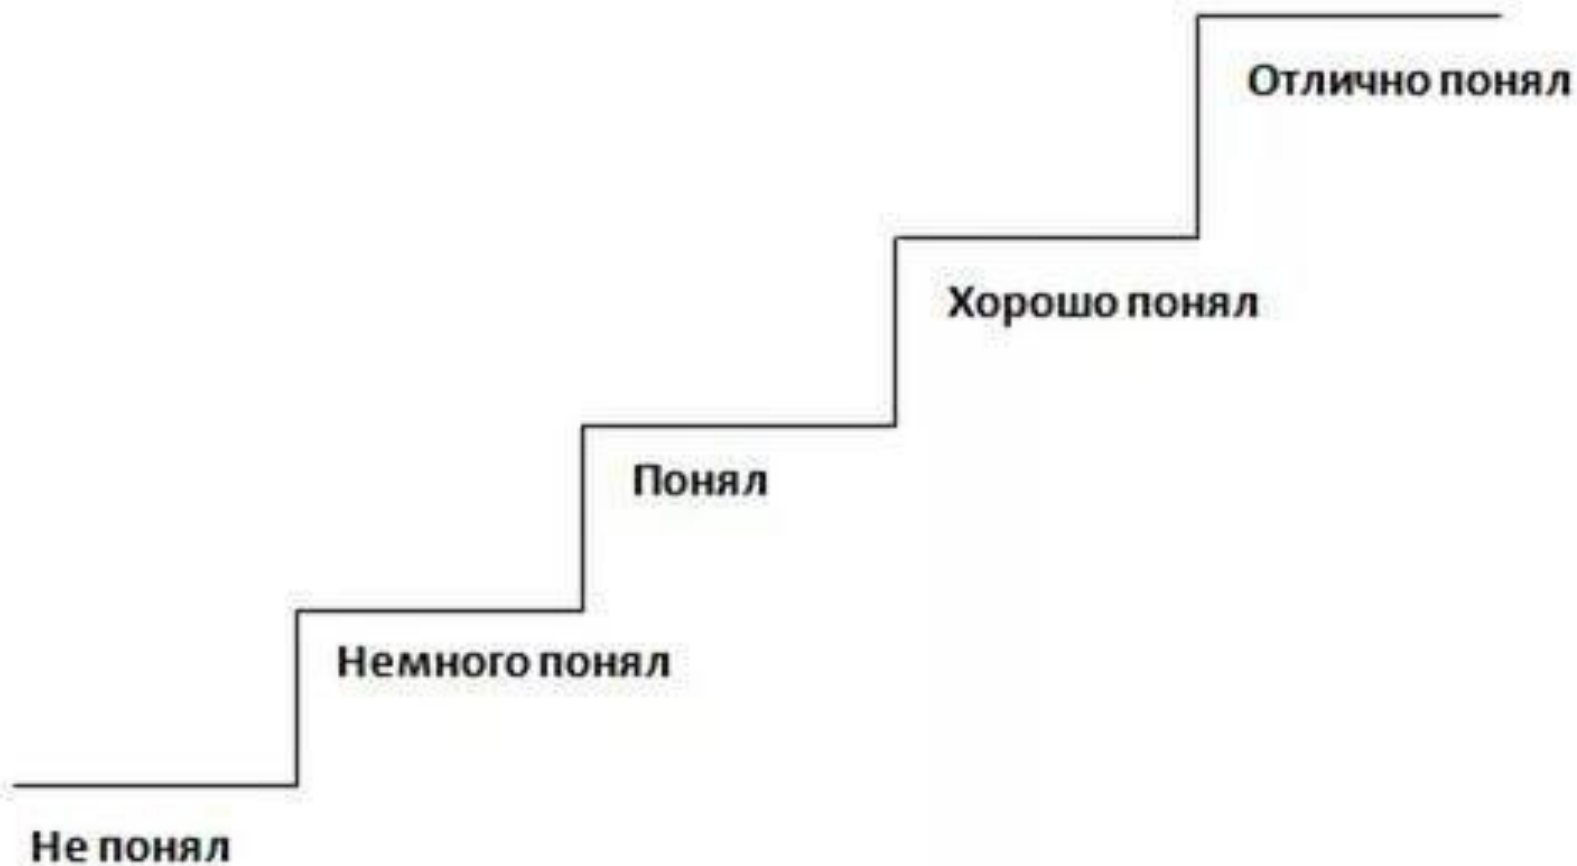 Отлично понял
Хорошо понял
Понял
Немного понял
Не понял